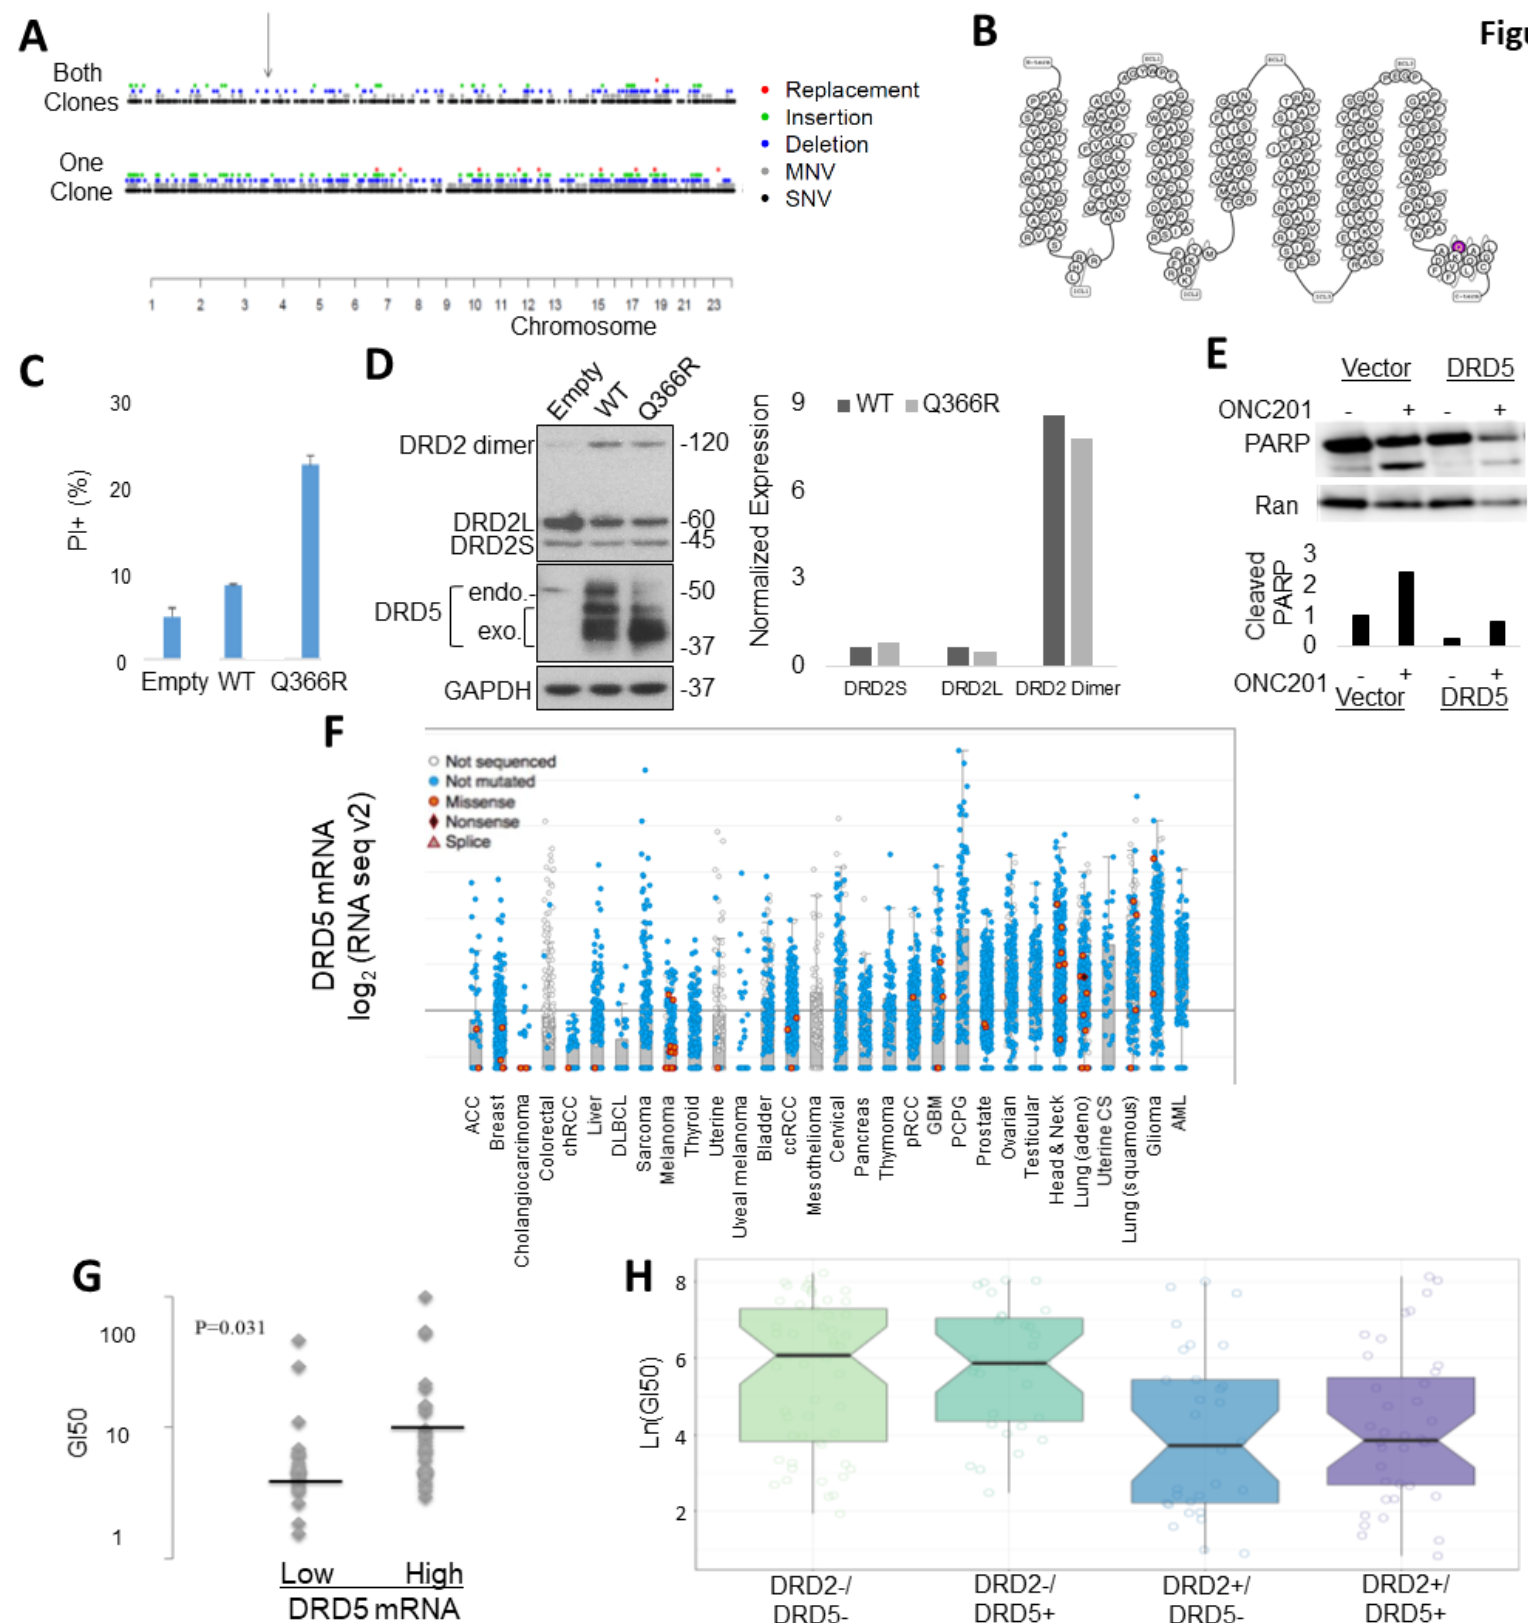 A
Both
Clones
One
Clone
Replacement
Insertion
Deletion
MNV
SNV
1 2 3 4 5 6 7 8 9 10 11 12 13 14 15 17 19 21 23
Chromosome
B
Figu
C
PI+ (%)
30
20
10
0
Empty WT Q366R
D
Empty WT Q366R
DRD2 dimer -120
DRD2L -60
DRD2S -45
DRD5
endo.- -50
exo. -37
GAPDH -37
Normalized Expression
WT Q366R
9
6
3
0
DRD2S DRD2L DRD2 Dimer
E
Vector DRD5
ONC201 - + - +
PARP
Ran
Cleaved
PARP
3
2
1
0
ONC201 - + - +
Vector DRD5
F
DRD5 mRNA
log2 (RNA seq v2)
Not sequenced
Not mutated
Missense
Nonsense
Splice
ACC
Breast
Cholangiocarcinoma
Colorectal
chRCC
Liver
DLBCL
Sarcoma
Melanoma
Thyroid
Uterine
Uveal melanoma
Bladder
ccRCC
Mesothelioma
Cervical
Pancreas
Thymoma
pRCC
GBM
PCPG
Prostate
Ovarian
Testicular
Head & Neck
Lung (adeno)
Uterine CS
Lung (squamous)
Glioma
AML
G
GI50
P=0.031
100
10
1
Low High
DRD5 mRNA
H
Ln(GI50)
8
6
4
2
DRD2-/
DRD5-
DRD2-/
DRD5+
DRD2+/
DRD5-
DRD2+/
DRD5+